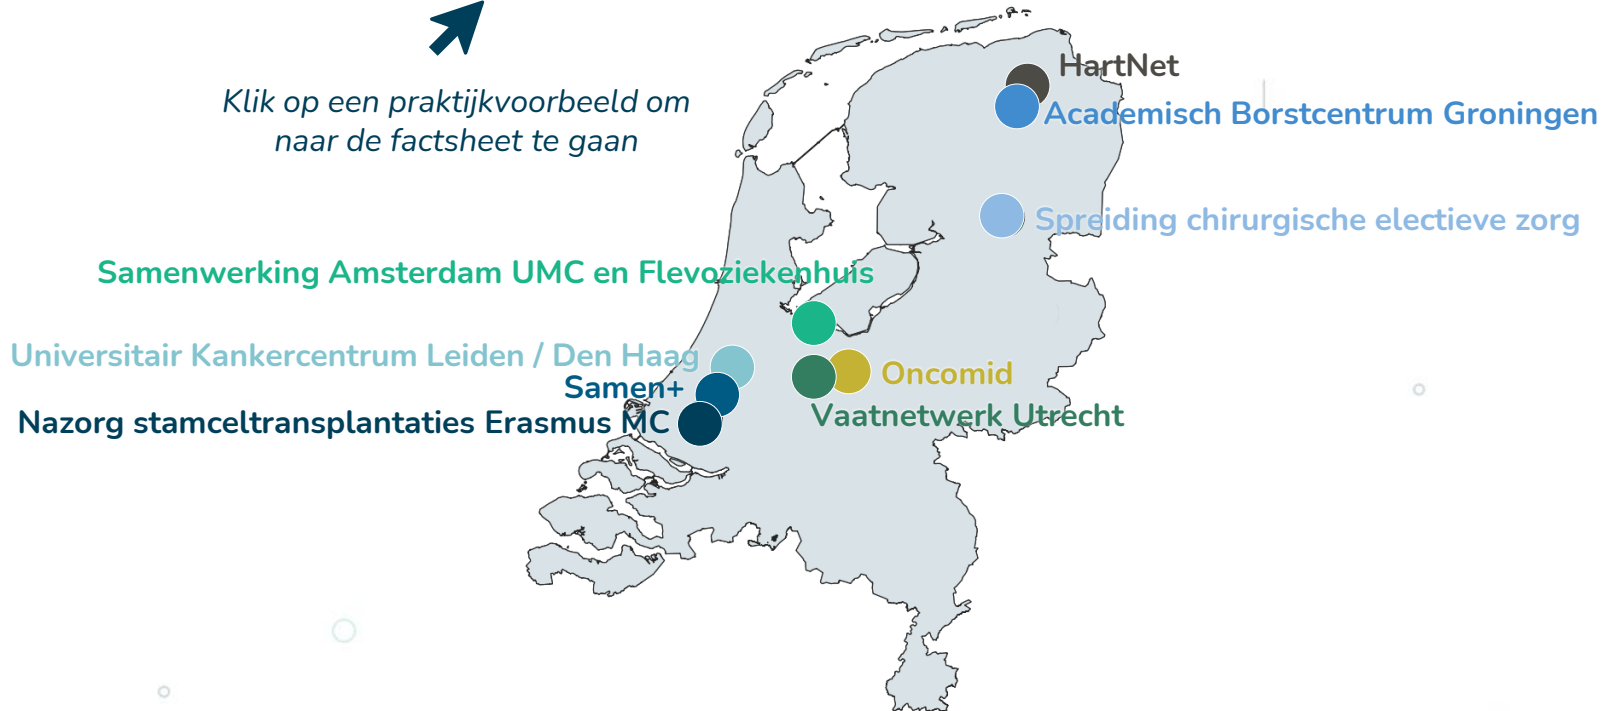 Klik op een praktijkvoorbeeld om
naar de factsheet te gaan
HartNet
Academisch Borstcentrum Groningen
Spreiding chirurgische electieve zorg
Samenwerking Amsterdam UMC en Flevoziekenhuis
Universitair Kankercentrum Leiden / Den Haag
Samen+
Oncomid
Nazorg stamceltransplantaties Erasmus MC
Vaatnetwerk Utrecht